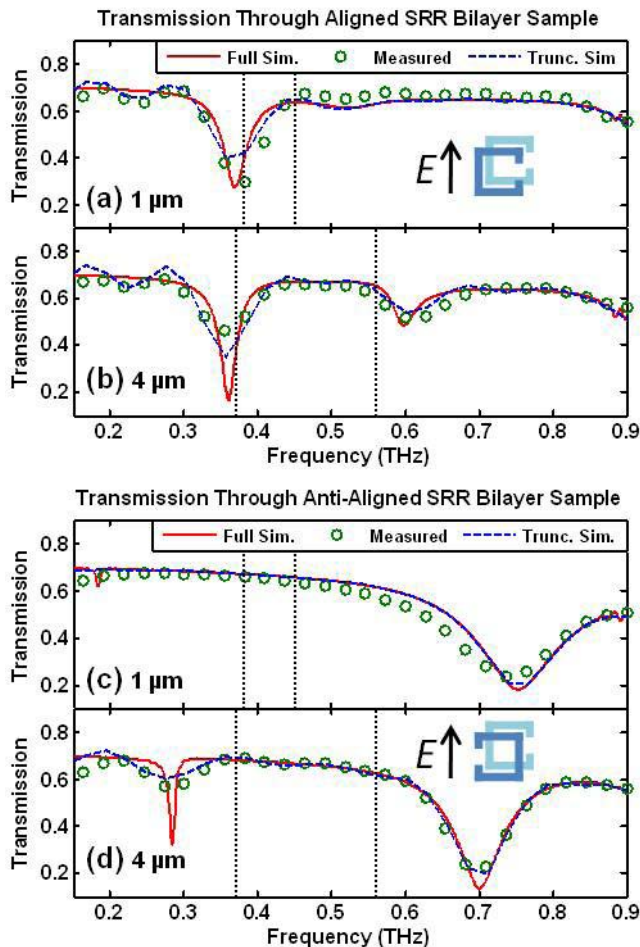 Transmission Through Aligned SRR Bilayer Sample
Full Sim. Measured Trunc. Sim
Transmission
0.8
0.6
0.4
0.2
E
(a) 1 µm
Transmission
0.8
0.6
0.4
0.2
(b) 4 µm
0.2 0.3 0.4 0.5 0.6 0.7 0.8 0.9
Frequency (THz)
Transmission Through Anti-Aligned SRR Bilayer Sample
Full Sim. Measured Trunc. Sim.
Transmission
0.8
0.6
0.4
0.2
(c) 1 µm
Transmission
0.8
0.6
0.4
0.2
E
(d) 4 µm
0.2 0.3 0.4 0.5 0.6 0.7 0.8 0.9
Frequency (THz)